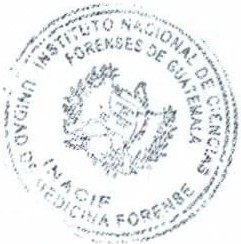 INSTITUTO NACIONAL DE CIENCIAS
FORENSES DE GUATEMALA
INACIF
UNIDAD DE MEDICINA FORENSE